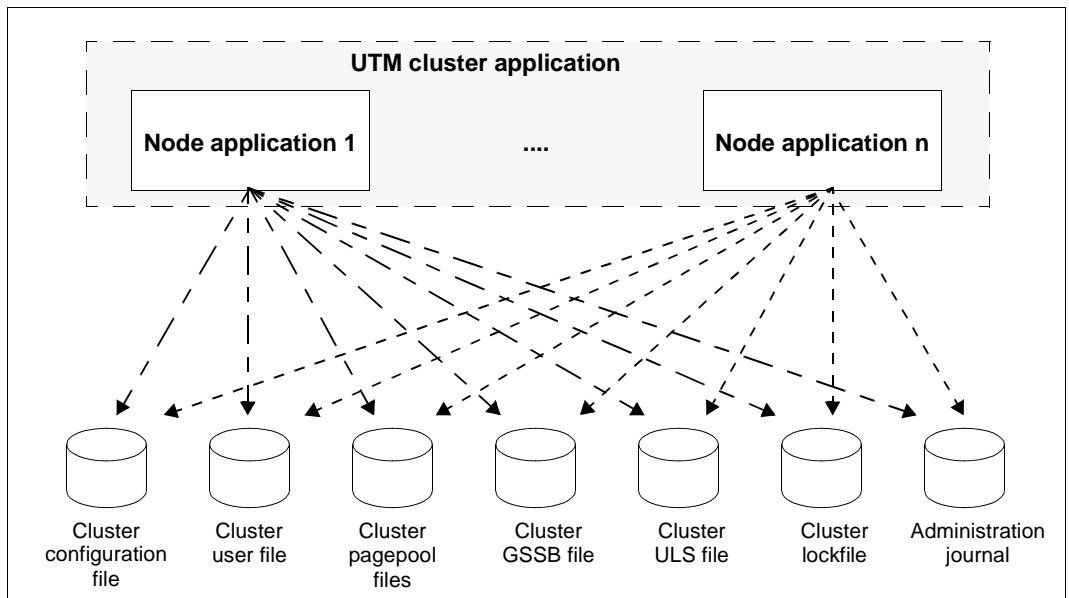 UTM cluster application
Node application 1
....
Node application n
Cluster
configuration
file
Cluster
user file
Cluster
pagepool
files
Cluster
GSSB file
Cluster
ULS file
Cluster
lockfile
Administration
journal